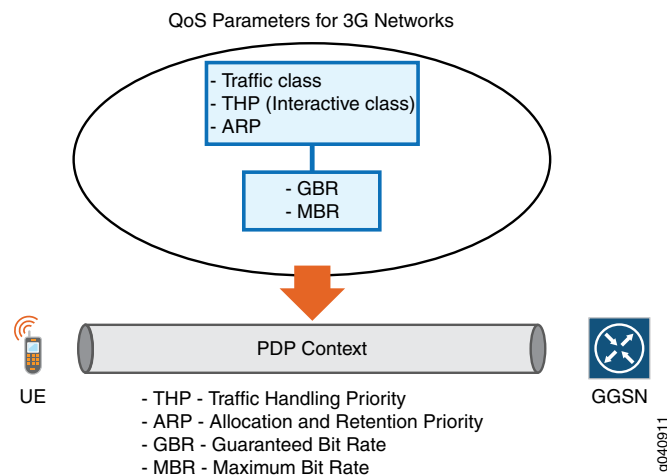 QoS Parameters for 3G Networks
- Traffic class
- THP (Interactive class)
- ARP
- GBR
- MBR
PDP Context
UE
GGSN
- THP - Traffic Handling Priority
- ARP - Allocation and Retention Priority
- GBR - Guaranteed Bit Rate
- MBR - Maximum Bit Rate
g040911